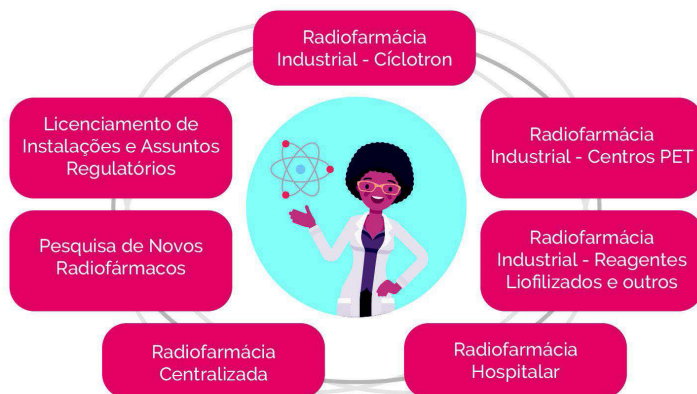 Radiofarmácia
Industrial - Cíclotron
Licenciamento de
Instalações e Assuntos
Regulatórios
Radiofarmácia
Industrial - Centros PET
Pesquisa de Novos
Radiofármacos
Radiofarmácia
Industrial - Reagentes
Liofilizados e outros
Radiofarmácia
Centralizada
Radiofarmácia
Hospitalar